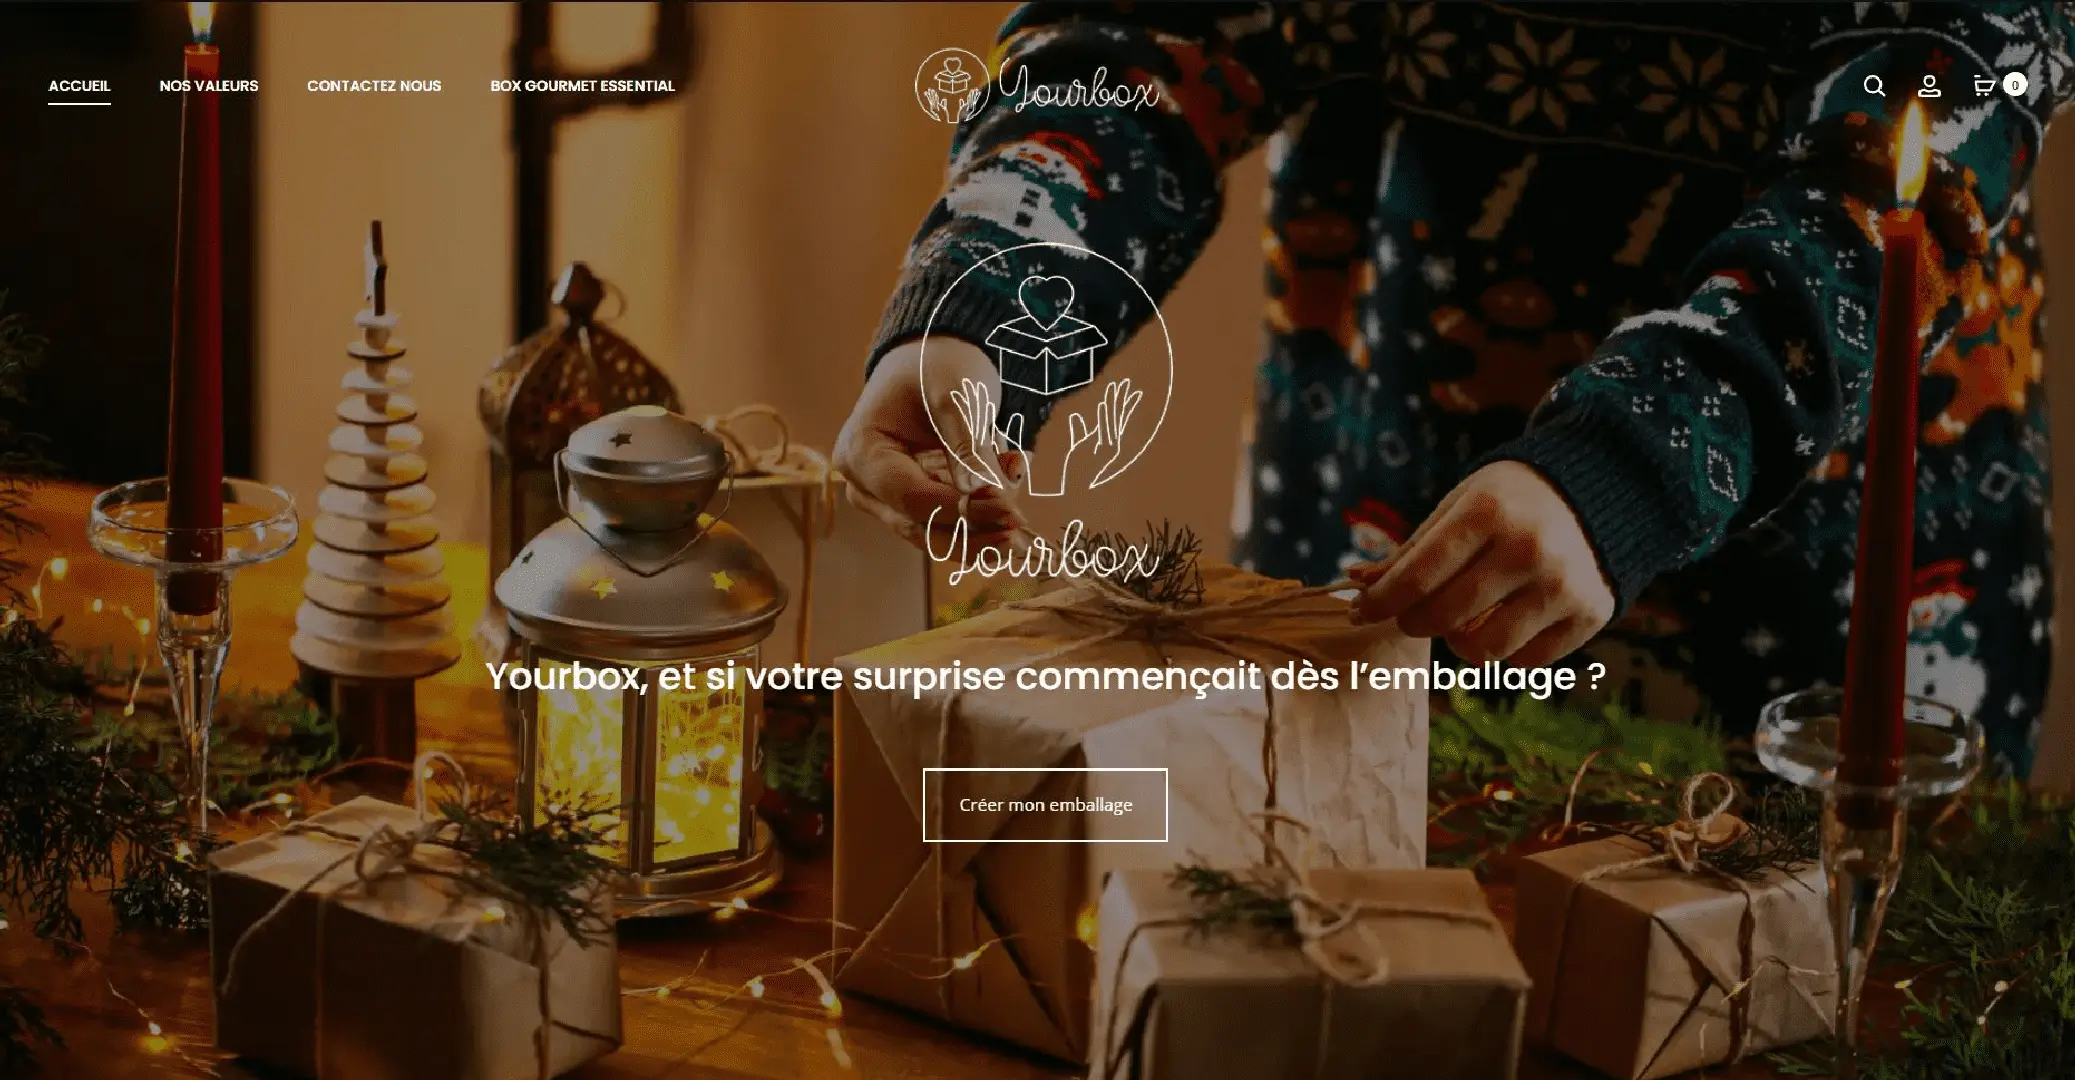 ACCUEIL
NOS VALEURS
CONTACTEZ NOUS
BOX GOURMET ESSENTIAL
Yourbox
0
Yourbox
Yourbox, et si votre surprise commençait dès l’emballage ?
Créer mon emballage